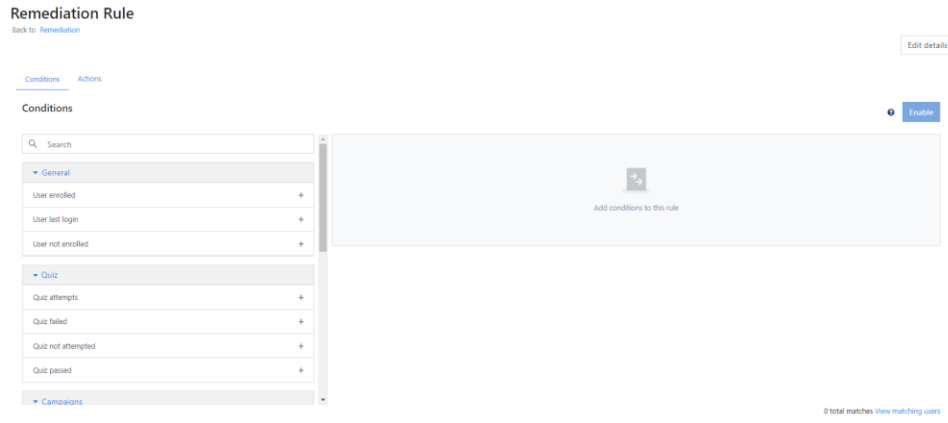 Remediation Rule
Back to Remediation
Edit details
Conditions Actions
Conditions
Enable
Search
General
User enrolled
User last login
User not enrolled
Quiz
Quiz attempts
Quiz failed
Quiz not attempted
Quiz passed
Campaigns
Add conditions to this rule
0 total matches View matching users